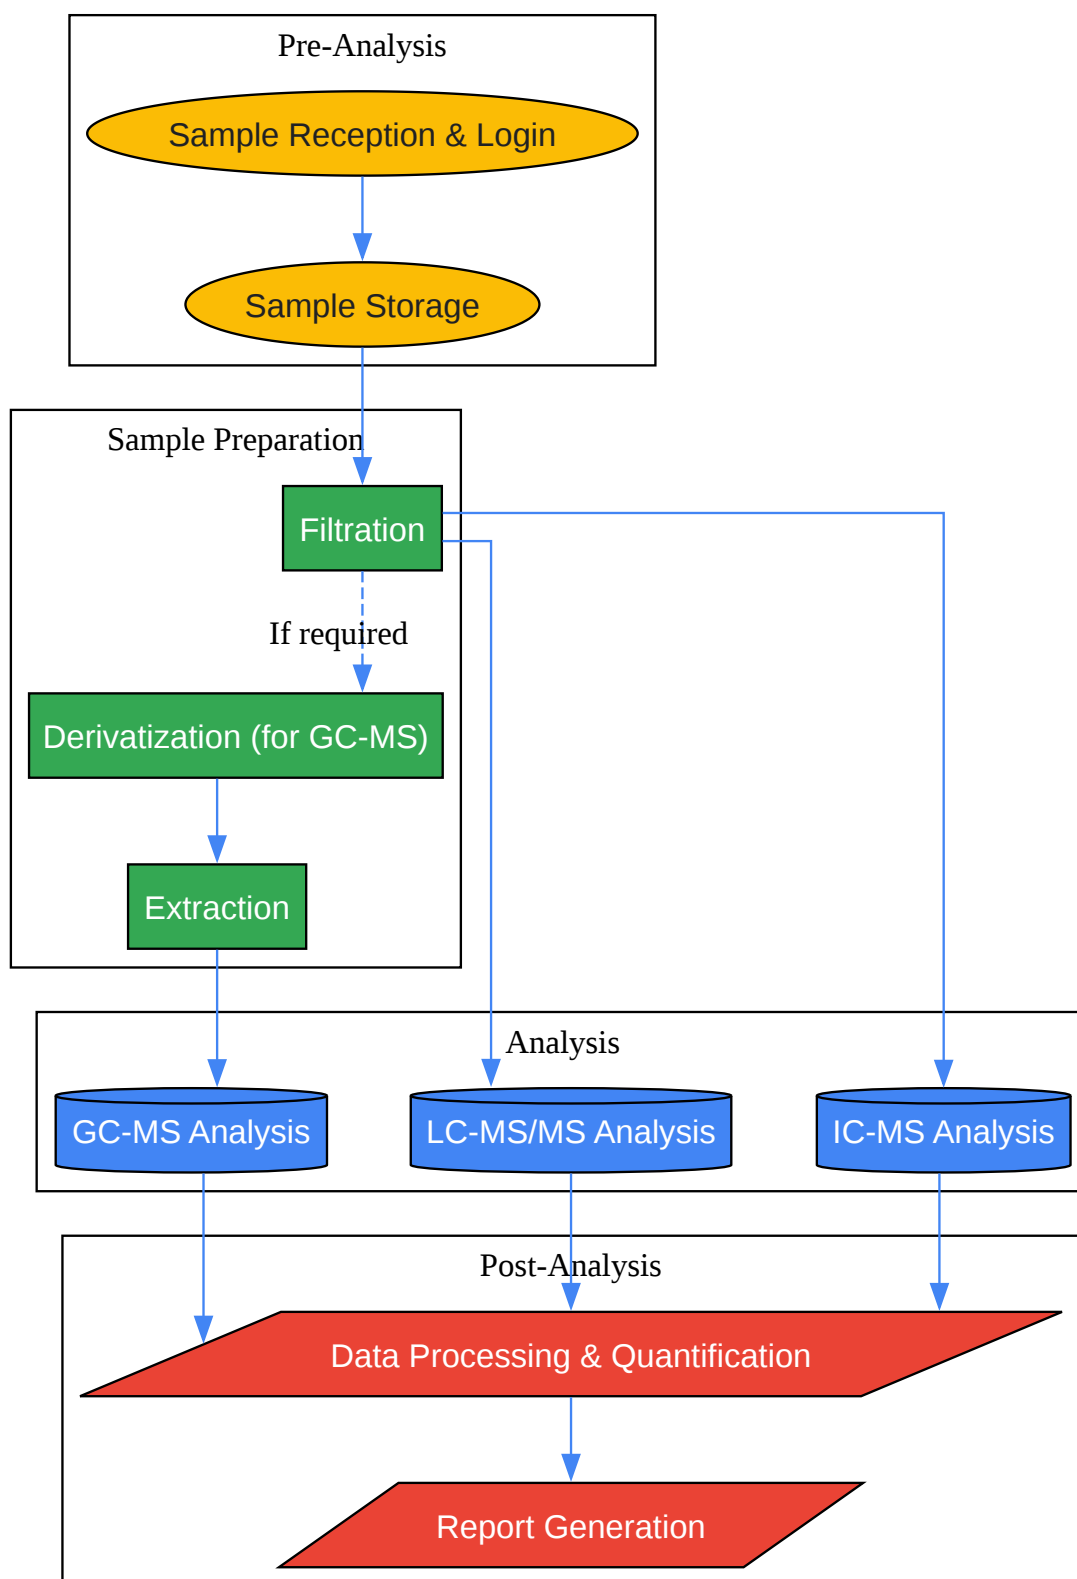 Pre-Analysis
Sample Reception & Login
Sample Storage
Sample Preparation
Filtration
If required
Derivatization (for GC-MS)
Extraction
Analysis
GC-MS Analysis
LC-MS/MS Analysis
IC-MS Analysis
Post-Analysis
Data Processing & Quantification
Report Generation